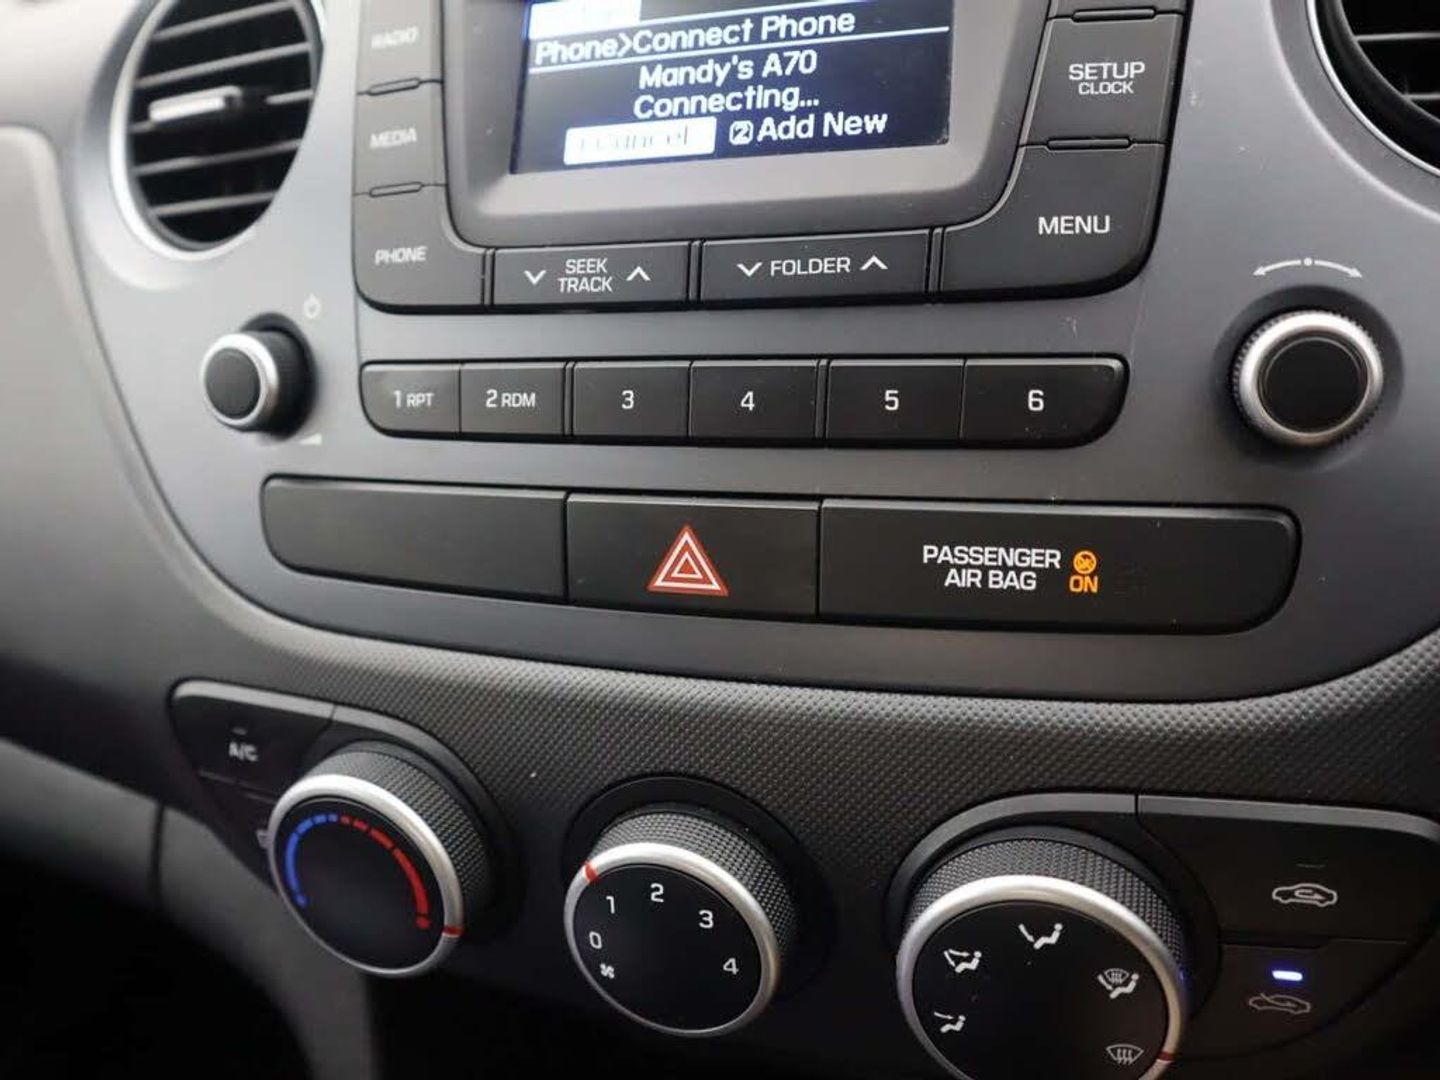 Phone>Connect Phone
Mandy's A70
Connecting...
1 Cancel 2 Add New
RADIO
MEDIA
PHONE
SETUP
CLOCK
MENU
SEEK
TRACK
FOLDER
1 RPT 2 RDM 3 4 5 6
PASSENGER
AIR BAG
ON
A/C
0 1 2 3 4